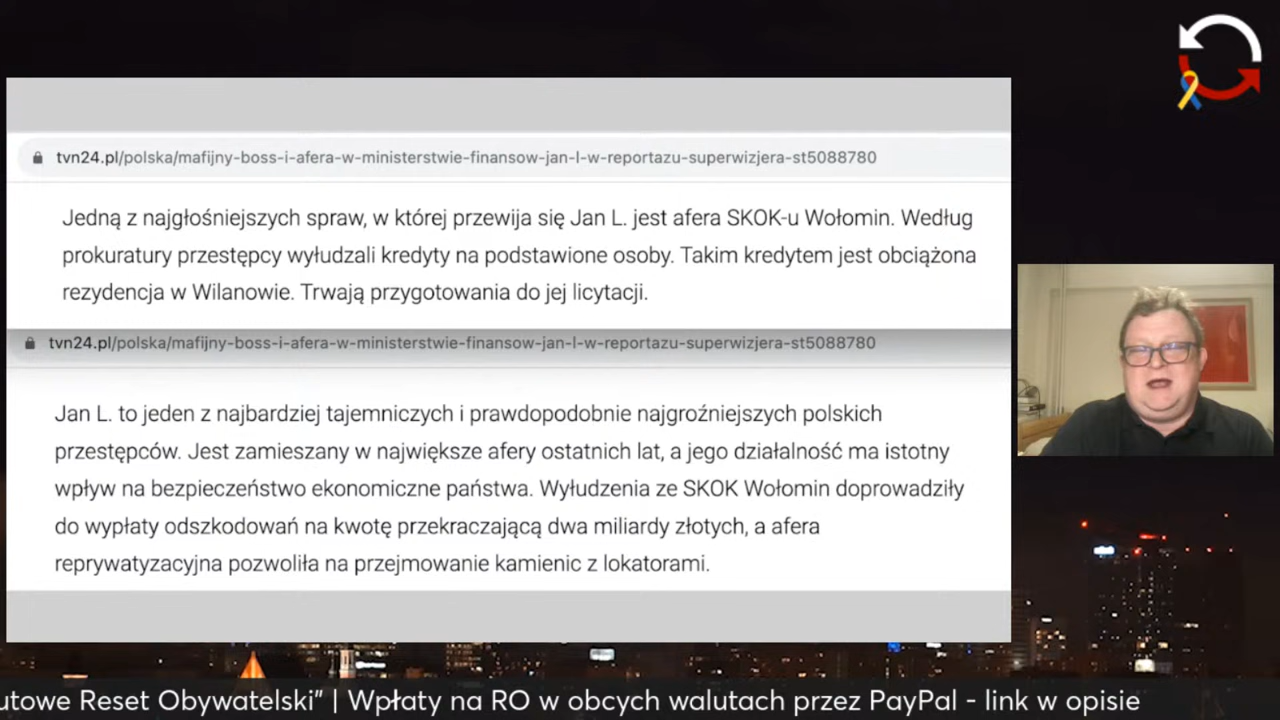 tvn24.pl/polska/mafijny-boss-i-afera-w-ministerstwie-finansow-jan-l-w-reportazu-superwizjera-st5088780
Jedną z najgłośniejszych spraw, w której przewija się Jan L. jest afera SKOK-u Wołomin. Według
prokuratury przestępcy wyłudzali kredyty na podstawione osoby. Takim kredytem jest obciążona
rezydencja w Wilanowie. Trwają przygotowania do jej licytacji.
tvn24.pl/polska/mafijny-boss-i-afera-w-ministerstwie-finansow-jan-l-w-reportazu-superwizjera-st5088780
Jan L. to jeden z najbardziej tajemniczych i prawdopodobnie najgroźniejszych polskich
przestępców. Jest zamieszany w największe afery ostatnich lat, a jego działalność ma istotny
wpływ na bezpieczeństwo ekonomiczne państwa. Wyłudzenia ze SKOK Wołomin doprowadziły
do wypłaty odszkodowań na kwotę przekraczającą dwa miliardy złotych, a afera
reprywatyzacyjna pozwoliła na przejmowanie kamienic z lokatorami.
utowe Reset Obywatelski” | Wpłaty na RO w obcych walutach przez PayPal - link w opisie